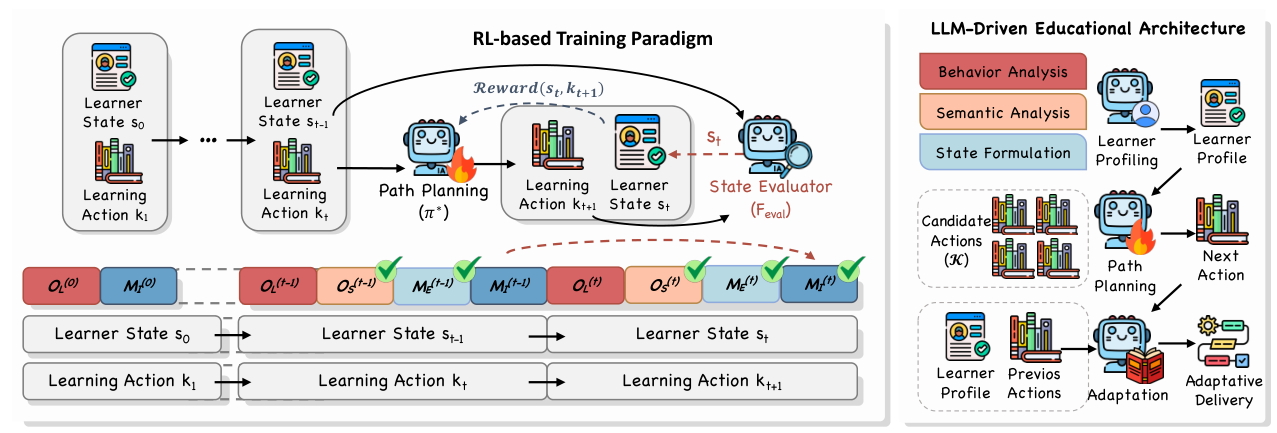 RL-based Training Paradigm
Learner
State s0
Learning
Action k1
...
Learner
State st-1
Learning
Action kt
Reward(st, kt+1)
IA
Path Planning
(π*)
Learning
Action kt+1
Learner
State st
st
State Evaluator
(Feval)
OL(0)
MI(0)
OL(t-1)
OS(t-1)
ME(t-1)
MI(t-1)
OL(t)
OS(t)
ME(t)
MI(t)
Learner State s0
Learner State st-1
Learner State st
Learning Action k1
Learning Action kt
Learning Action kt+1
LLM-Driven Educational Architecture
Behavior Analysis
Semantic Analysis
State Formulation
Learner
Profiling
Learner
Profile
Candidate
Actions
(𝒦)
Path
Planning
Next
Action
Learner
Profile
Previos
Actions
Adaptation
Adaptative
Delivery